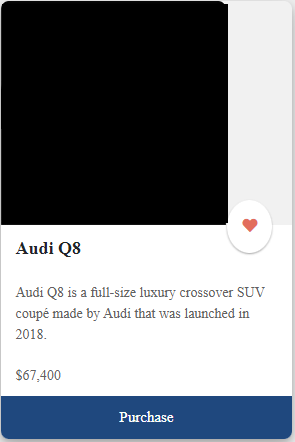 Audi Q8
Audi Q8 is a full-size luxury crossover SUV
coupé made by Audi that was launched in
2018.
$67,400
Purchase